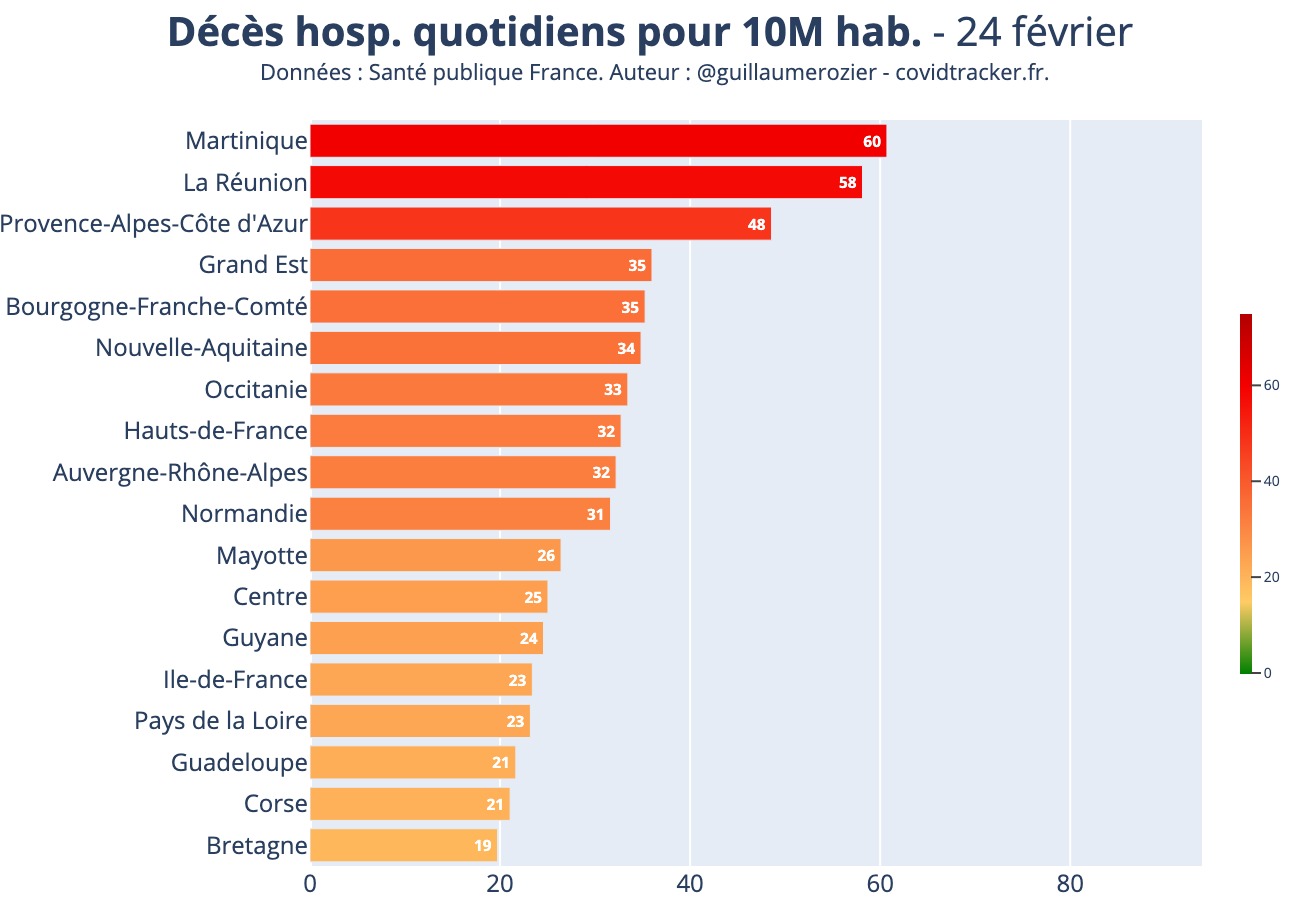 Décès hosp. quotidiens pour 10M hab. - 24 février
Données : Santé publique France. Auteur : @guillaumerozier - covidtracker.fr.
Martinique 60
La Réunion 58
Provence-Alpes-Côte d'Azur 48
Grand Est 35
Bourgogne-Franche-Comté 35
Nouvelle-Aquitaine 34
Occitanie 33
Hauts-de-France 32
Auvergne-Rhône-Alpes 32
Normandie 31
Mayotte 26
Centre 25
Guyane 24
Ile-de-France 23
Pays de la Loire 23
Guadeloupe 21
Corse 21
Bretagne 19
0 20 40 60 80
60
40
20
0